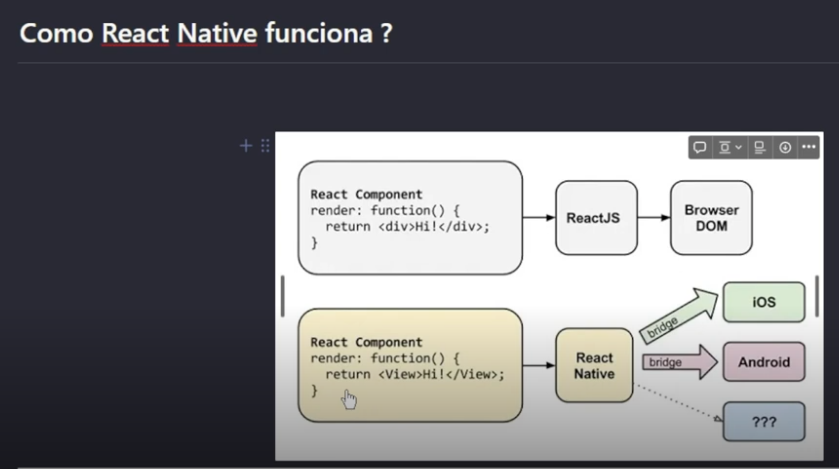 Como React Native funciona ?
React Component
render: function() {
return <div>Hi!</div>;
}
ReactJS
Browser
DOM
React Component
render: function() {
return <View>Hi!</View>;
}
React
Native
bridge
iOS
bridge
Android
???